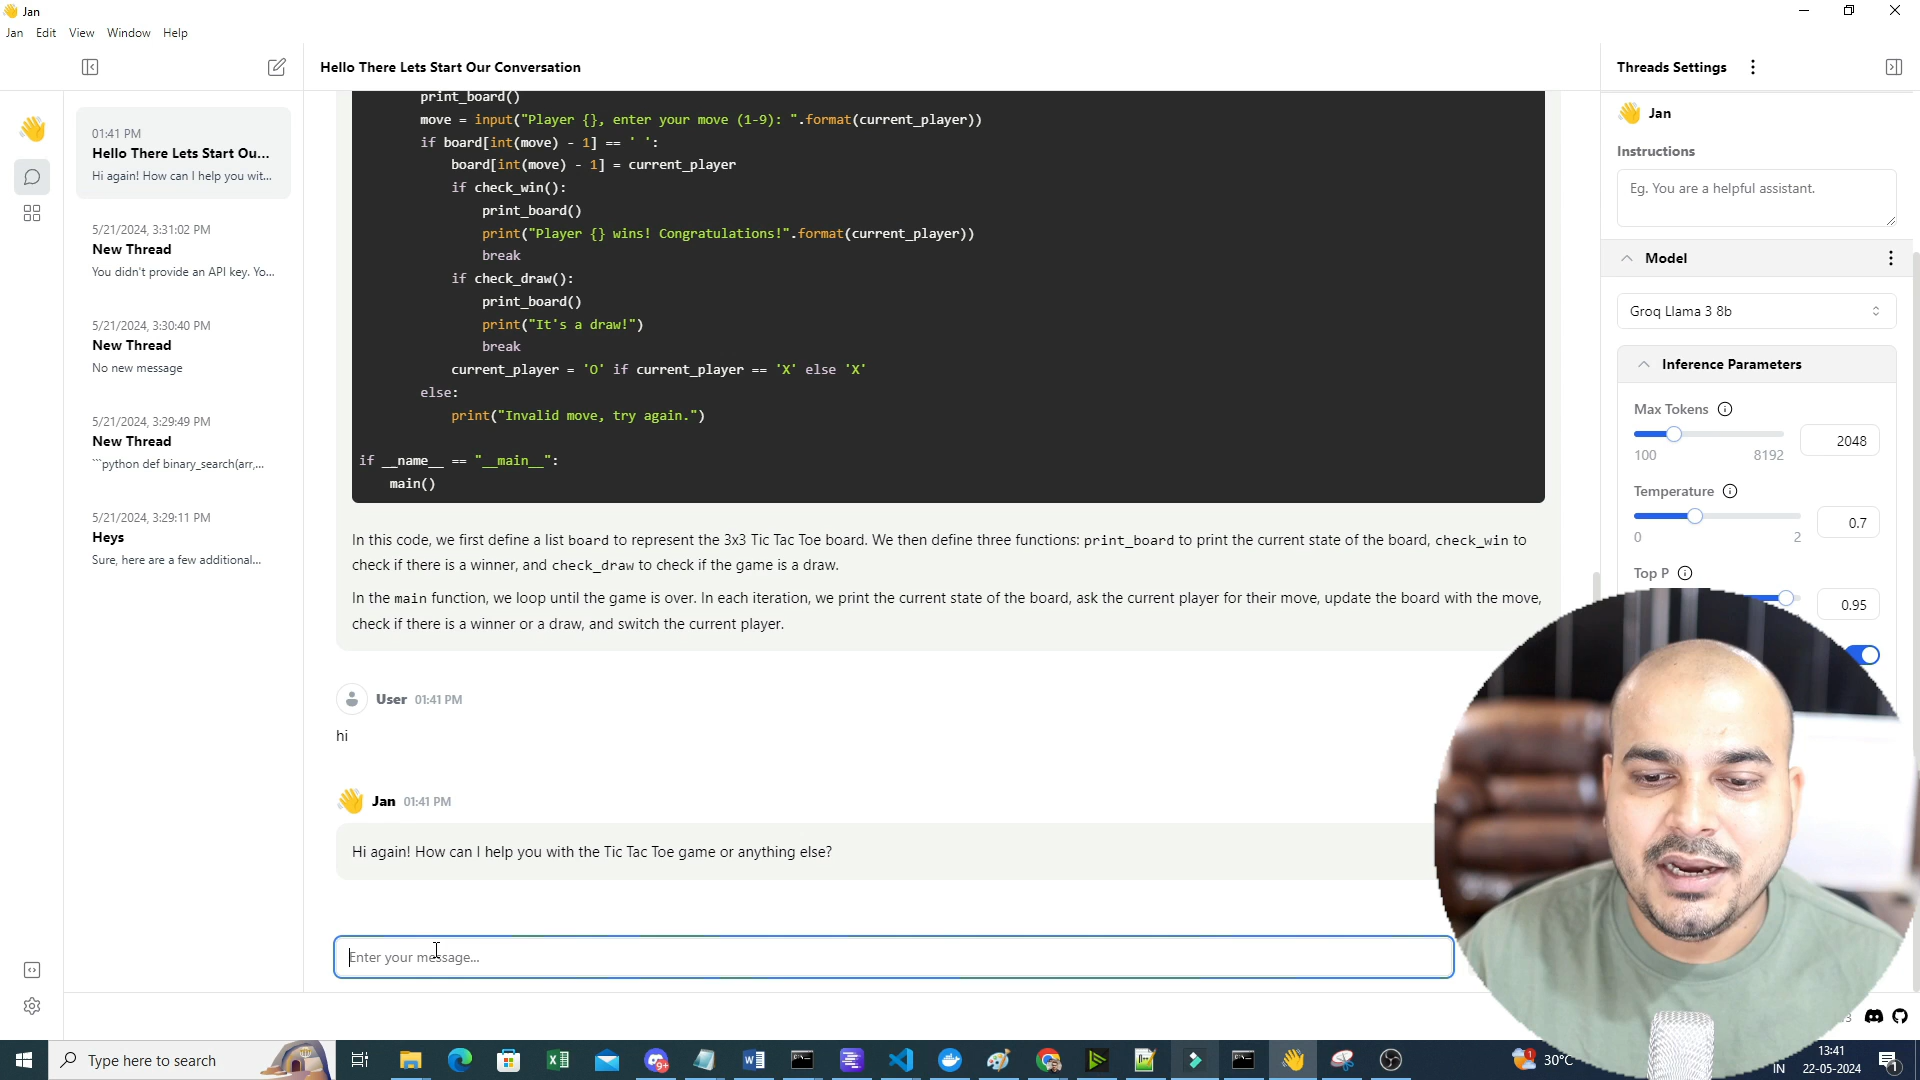 Jan
Jan Edit View Window Help
Hello There Lets Start Our Conversation
Threads Settings
01:41 PM
Hello There Lets Start Ou...
Hi again! How can I help you wit...
5/21/2024, 3:31:02 PM
New Thread
You didn't provide an API key. Yo...
5/21/2024, 3:30:40 PM
New Thread
No new message
5/21/2024, 3:29:49 PM
New Thread
```python def binary_search(arr,...
5/21/2024, 3:29:11 PM
Heys
Sure, here are a few additional...
print_board()
move = input("Player {}, enter your move (1-9): ".format(current_player))
if board[int(move) - 1] == ' ':
board[int(move) - 1] = current_player
if check_win():
print_board()
print("Player {} wins! Congratulations!".format(current_player))
break
if check_draw():
print_board()
print("It's a draw!")
break
current_player = 'O' if current_player == 'X' else 'X'
else:
print("Invalid move, try again.")
if __name__ == "__main__":
main()
In this code, we first define a list board to represent the 3x3 Tic Tac Toe board. We then define three functions: print_board to print the current state of the board, check_win to
check if there is a winner, and check_draw to check if the game is a draw.
In the main function, we loop until the game is over. In each iteration, we print the current state of the board, ask the current player for their move, update the board with the move,
check if there is a winner or a draw, and switch the current player.
User 01:41 PM
hi
Jan 01:41 PM
Hi again! How can I help you with the Tic Tac Toe game or anything else?
Enter your message...
Jan
Instructions
Eg. You are a helpful assistant.
Model
Groq Llama 3 8b
Inference Parameters
Max Tokens
2048
100 8192
Temperature
0.7
0 2
Top P
0.95
Type here to search
30°C
IN
13:41
22-05-2024
1